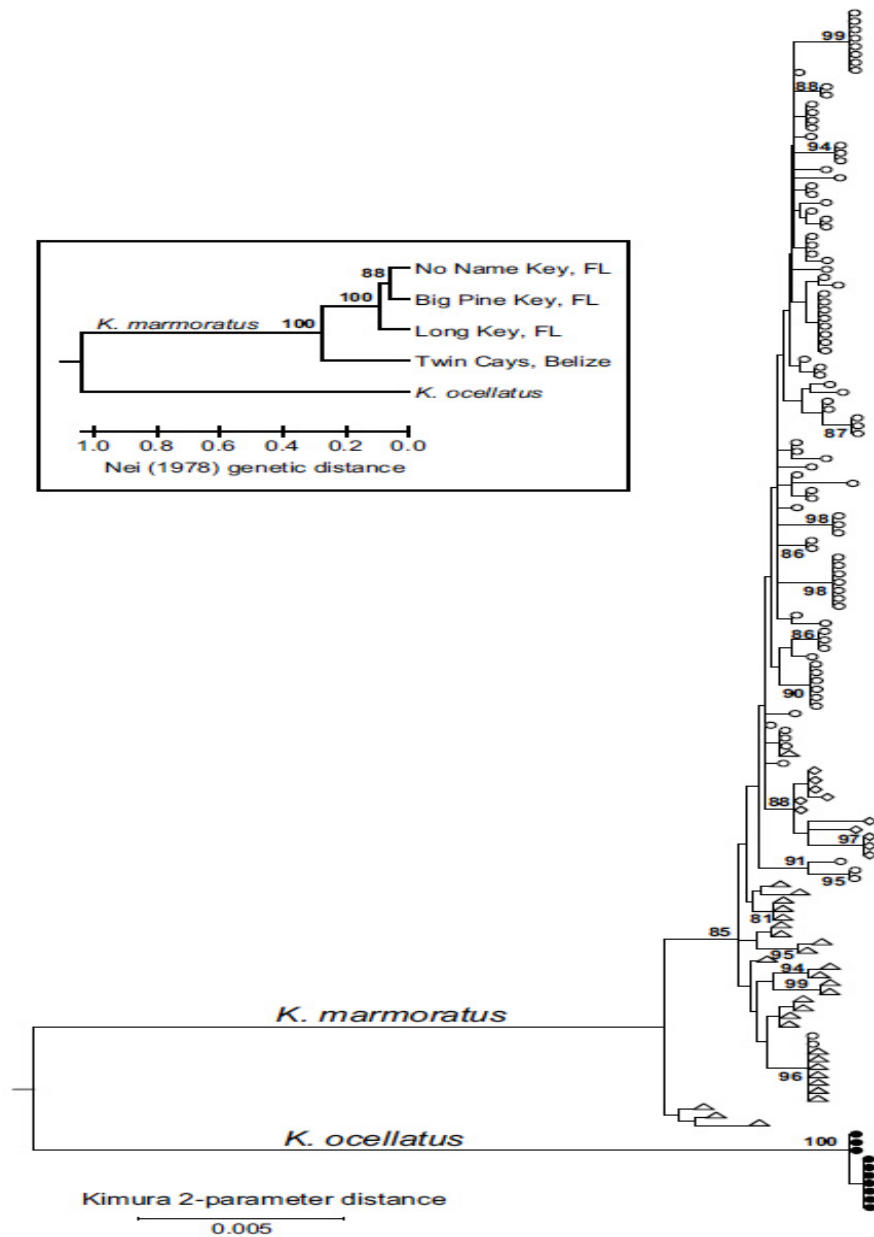 99
88
94
No Name Key, FL
88
Big Pine Key, FL
100
K. marmoratus 100
Long Key, FL
Twin Cays, Belize
K. ocellatus
1.0 0.8 0.6 0.4 0.2 0.0
Nei (1978) genetic distance
87
98
86
98
86
90
88
97
91
95
81
85
95
94
99
K. marmoratus
96
K. ocellatus 100
Kimura 2-parameter distance
0.005